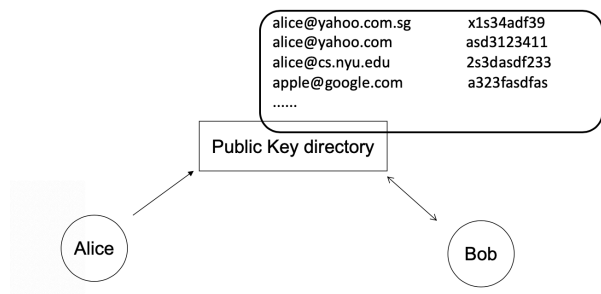 alice@yahoo.com.sg x1s34adf39
alice@yahoo.com asd3123411
alice@cs.nyu.edu 2s3dasdf233
apple@google.com a323fasdfas
......
Public Key directory
Alice
Bob